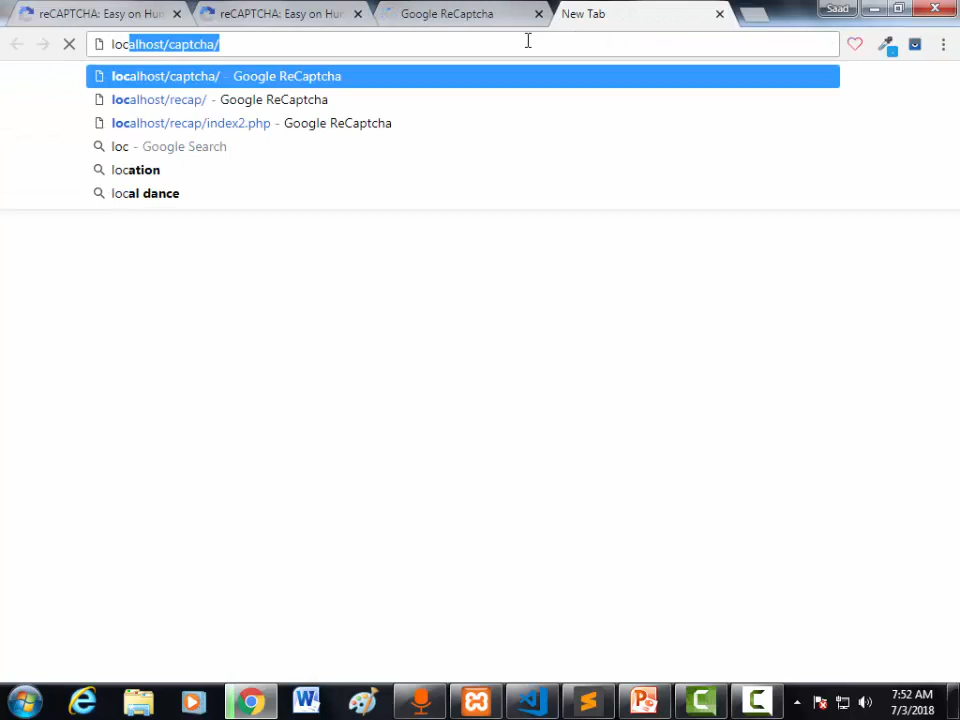 reCAPTCHA: Easy on Hum
reCAPTCHA: Easy on Hum
Google ReCaptcha
New Tab
Saad
localhost/captcha/
localhost/captcha/ - Google ReCaptcha
localhost/recap/ - Google ReCaptcha
localhost/recap/index2.php - Google ReCaptcha
loc - Google Search
location
local dance
7:52 AM
7/3/2018